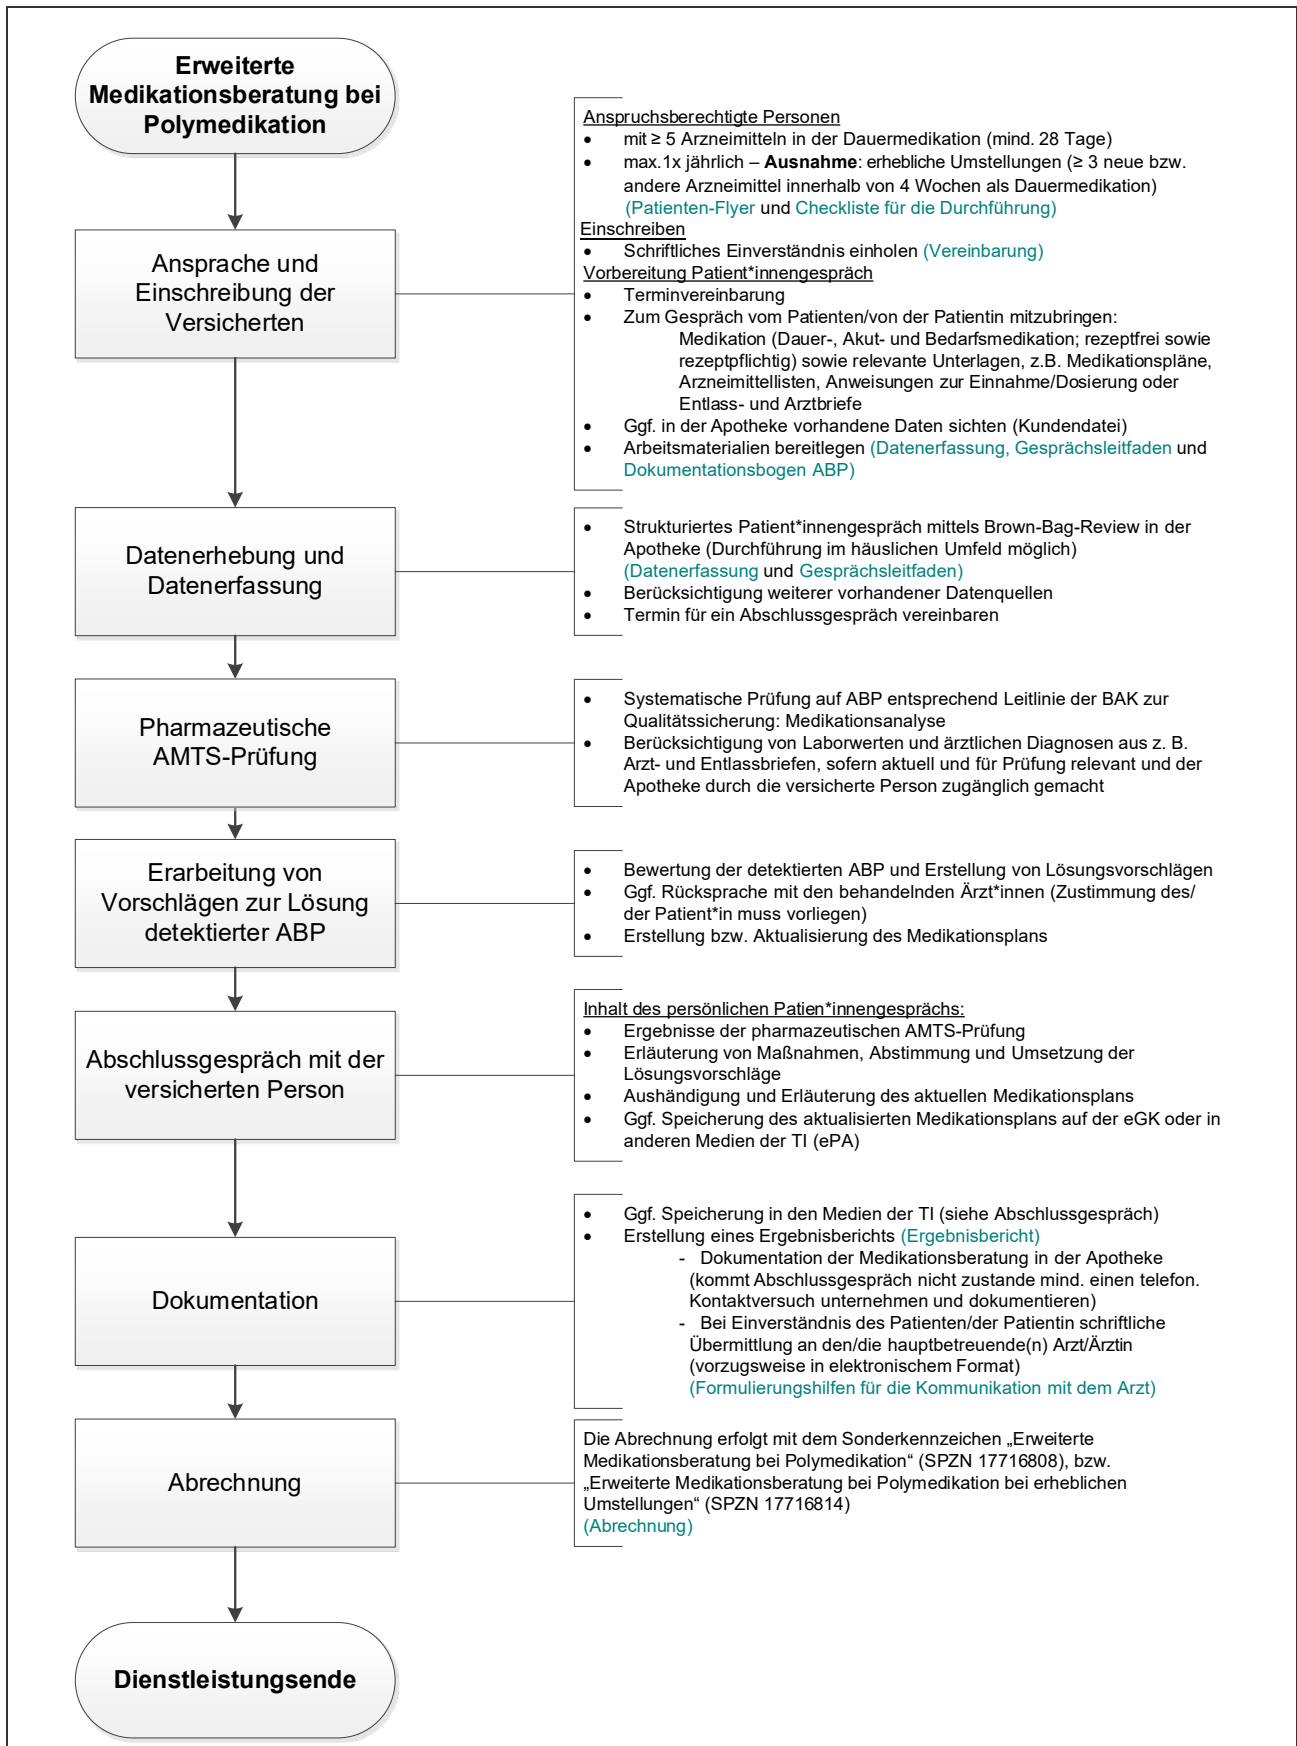 Erweiterte
Medikationsberatung bei
Polymedikation
Anspruchsberechtigte Personen
• mit ≥ 5 Arzneimitteln in der Dauermedikation (mind. 28 Tage)
• max.1x jährlich – Ausnahme: erhebliche Umstellungen (≥ 3 neue bzw.
andere Arzneimittel innerhalb von 4 Wochen als Dauermedikation)
(Patienten-Flyer und Checkliste für die Durchführung)
Einschreiben
• Schriftliches Einverständnis einholen (Vereinbarung)
Vorbereitung Patient*innengespräch
• Terminvereinbarung
• Zum Gespräch vom Patienten/von der Patientin mitzubringen:
Medikation (Dauer-, Akut- und Bedarfsmedikation; rezeptfrei sowie
rezeptpflichtig) sowie relevante Unterlagen, z.B. Medikationspläne,
Arzneimittellisten, Anweisungen zur Einnahme/Dosierung oder
Entlass- und Arztbriefe
• Ggf. in der Apotheke vorhandene Daten sichten (Kundendatei)
• Arbeitsmaterialien bereitlegen (Datenerfassung, Gesprächsleitfaden und
Dokumentationsbogen ABP)
Ansprache und
Einschreibung der
Versicherten
Datenerhebung und
Datenerfassung
• Strukturiertes Patient*innengespräch mittels Brown-Bag-Review in der
Apotheke (Durchführung im häuslichen Umfeld möglich)
(Datenerfassung und Gesprächsleitfaden)
• Berücksichtigung weiterer vorhandener Datenquellen
• Termin für ein Abschlussgespräch vereinbaren
Pharmazeutische
AMTS-Prüfung
• Systematische Prüfung auf ABP entsprechend Leitlinie der BAK zur
Qualitätssicherung: Medikationsanalyse
• Berücksichtigung von Laborwerten und ärztlichen Diagnosen aus z. B.
Arzt- und Entlassbriefen, sofern aktuell und für Prüfung relevant und der
Apotheke durch die versicherte Person zugänglich gemacht
Erarbeitung von
Vorschlägen zur Lösung
detektierter ABP
• Bewertung der detektierten ABP und Erstellung von Lösungsvorschlägen
• Ggf. Rücksprache mit den behandelnden Ärzt*innen (Zustimmung des/
der Patient*in muss vorliegen)
• Erstellung bzw. Aktualisierung des Medikationsplans
Abschlussgespräch mit der
versicherten Person
Inhalt des persönlichen Patien*innengesprächs:
• Ergebnisse der pharmazeutischen AMTS-Prüfung
• Erläuterung von Maßnahmen, Abstimmung und Umsetzung der
Lösungsvorschläge
• Aushändigung und Erläuterung des aktuellen Medikationsplans
• Ggf. Speicherung des aktualisierten Medikationsplans auf der eGK oder in
anderen Medien der TI (ePA)
Dokumentation
• Ggf. Speicherung in den Medien der TI (siehe Abschlussgespräch)
• Erstellung eines Ergebnisberichts (Ergebnisbericht)
- Dokumentation der Medikationsberatung in der Apotheke
(kommt Abschlussgespräch nicht zustande mind. einen telefon.
Kontaktversuch unternehmen und dokumentieren)
- Bei Einverständnis des Patienten/der Patientin schriftliche
Übermittlung an den/die hauptbetreuende(n) Arzt/Ärztin
(vorzugsweise in elektronischem Format)
(Formulierungshilfen für die Kommunikation mit dem Arzt)
Abrechnung
Die Abrechnung erfolgt mit dem Sonderkennzeichen „Erweiterte
Medikationsberatung bei Polymedikation“ (SPZN 17716808), bzw.
„Erweiterte Medikationsberatung bei Polymedikation bei erheblichen
Umstellungen“ (SPZN 17716814)
(Abrechnung)
Dienstleistungsende